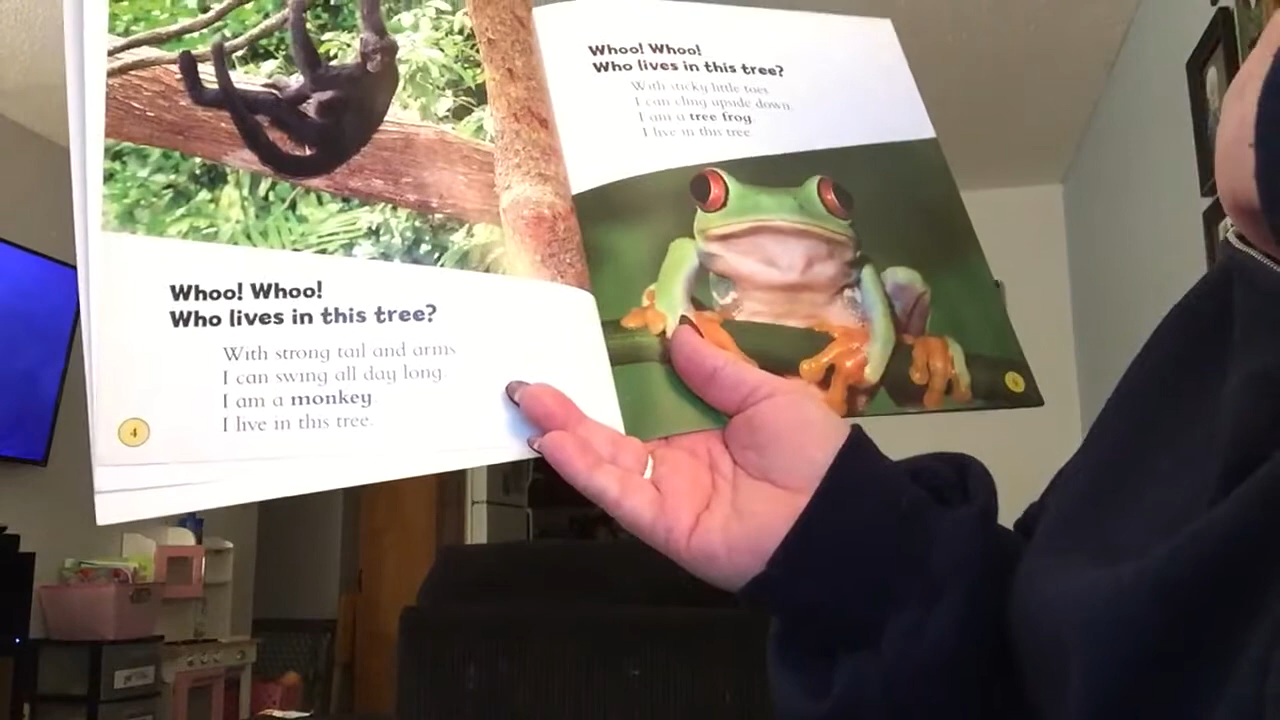 Whoo! Whoo!
Who lives in this tree?
With strong tail and arms
I can swing all day long.
I am a monkey.
I live in this tree.
4
Whoo! Whoo!
Who lives in this tree?
With sticky little toes
I can cling upside down.
I am a tree frog.
I live in this tree.